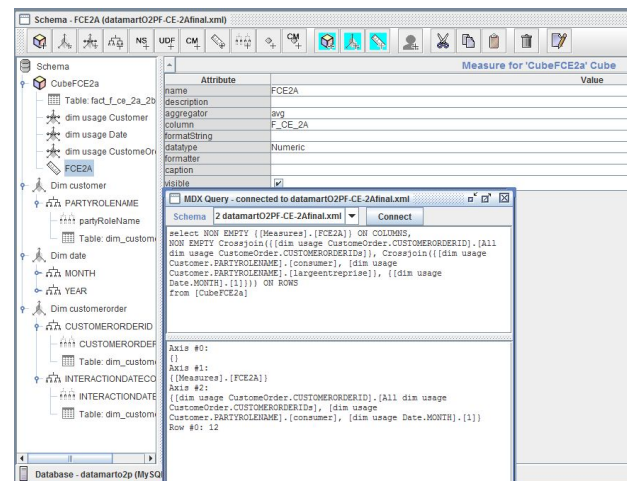 Schema - FCE2A (datamartO2PF-CE-2Afinal.xml)
NS UDF CM CM
Schema
CubeFCE2a
Table: fact_f_ce_2a_2b
dim usage Customer
dim usage Date
dim usage CustomeOr
FCE2A
Dim customer
PARTYROLENAME
partyRoleName
Table: dim_custome
Dim date
MONTH
YEAR
Dim customerorder
CUSTOMERORDERID
CUSTOMERORDER
Table: dim_custome
INTERACTIONDATECO
INTERACTIONDATE
Table: dim_custome
Database - datamarto2p (MySQ
Measure for 'CubeFCE2a' Cube
Attribute Value
name FCE2A
description
aggregator avg
column F_CE_2A
formatString
datatype Numeric
formatter
caption
visible
MDX Query - connected to datamartO2PF-CE-2Afinal.xml
Schema 2 datamartO2PF-CE-2Afinal.xml Connect
select NON EMPTY {[Measures].[FCE2A]} ON COLUMNS,
NON EMPTY Crossjoin({[dim usage CustomeOrder.CUSTOMERORDERID].[All
dim usage CustomeOrder.CUSTOMERORDERIDs]}, Crossjoin({[dim usage
Customer.PARTYROLENAME].[consumer], [dim usage
Customer.PARTYROLENAME].[largeentreprise]}, {[dim usage
Date.MONTH].[1]})) ON ROWS
from [CubeFCE2a]
Axis #0:
{}
Axis #1:
{[Measures].[FCE2A]}
Axis #2:
{[dim usage CustomeOrder.CUSTOMERORDERID].[All dim usage
CustomeOrder.CUSTOMERORDERIDs], [dim usage
Customer.PARTYROLENAME].[consumer], [dim usage Date.MONTH].[1]}
Row #0: 12